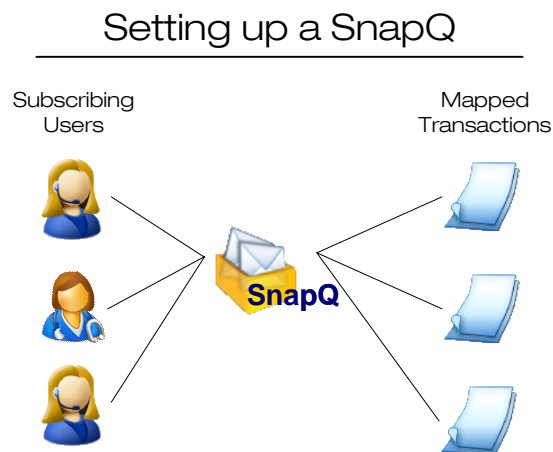 Setting up a SnapQ
Subscribing
Users
Mapped
Transactions
SnapQ